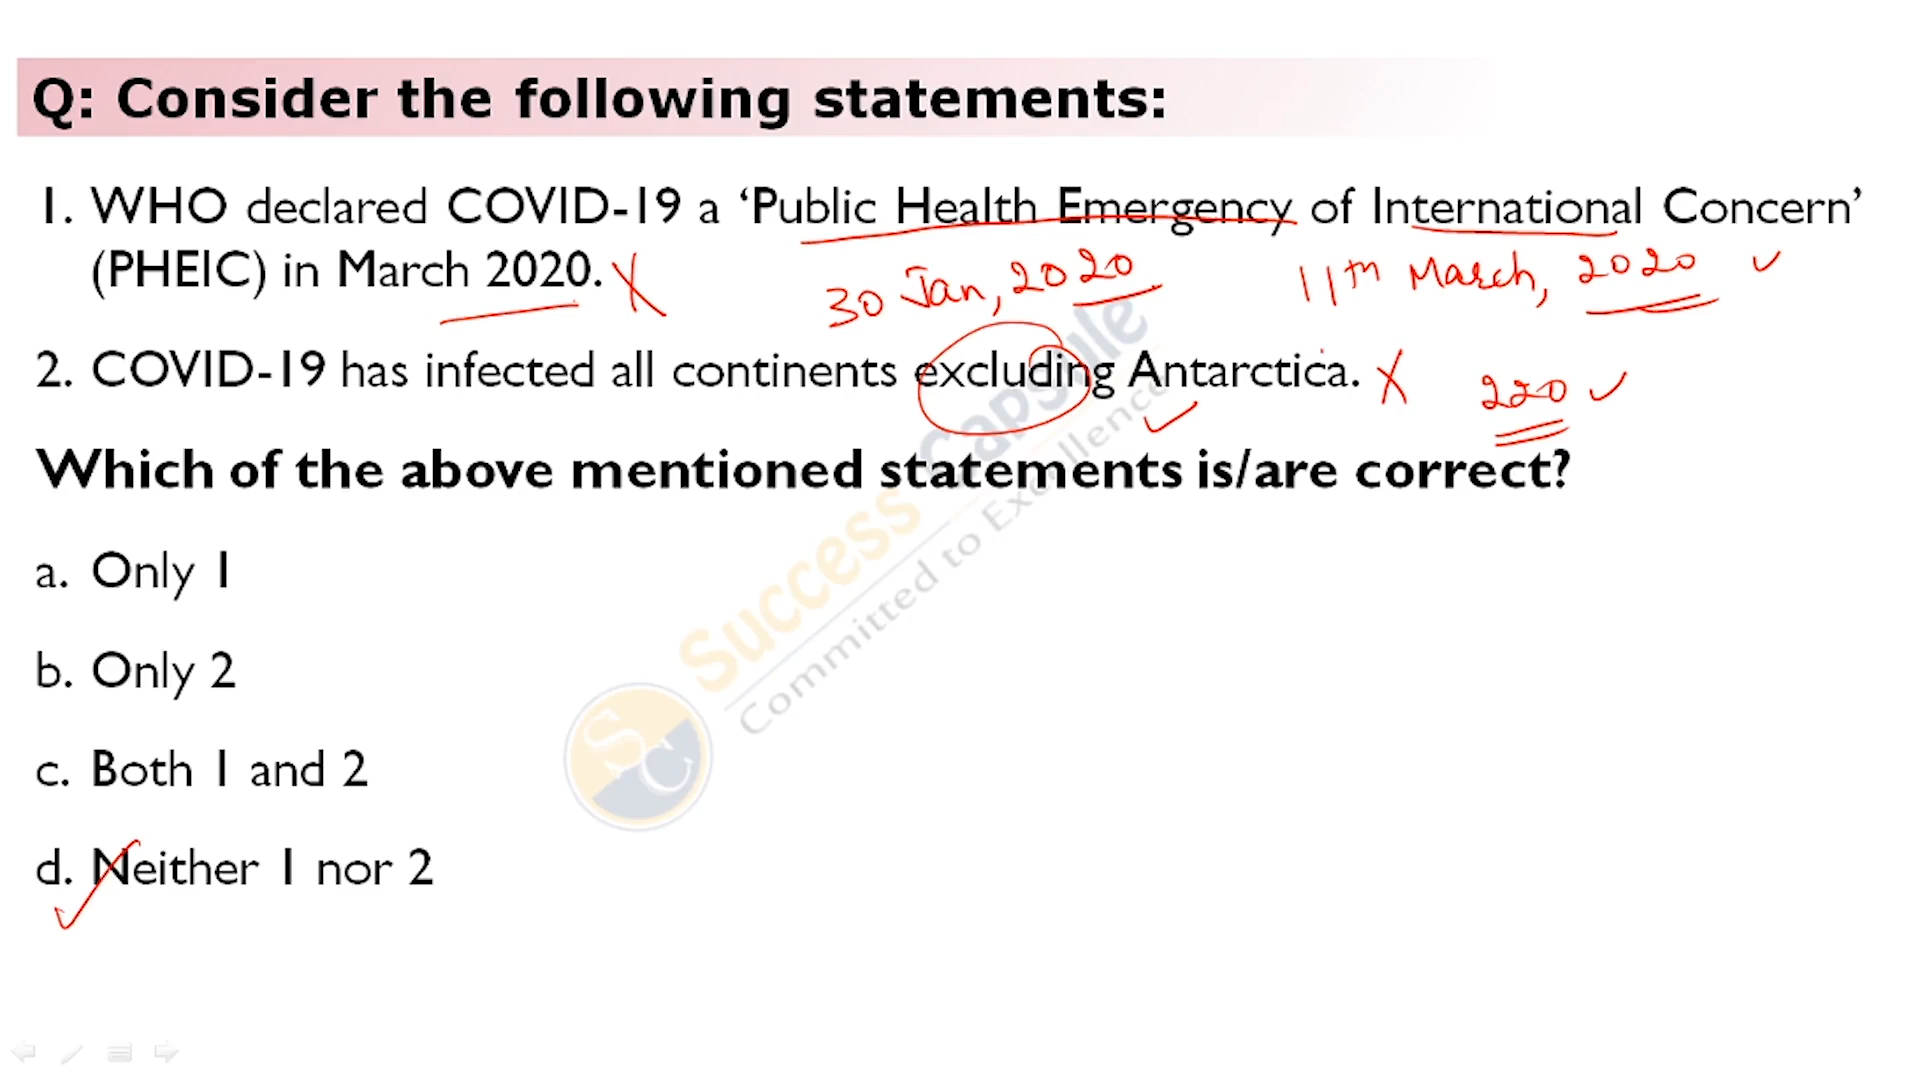 Q: Consider the following statements:
1. WHO declared COVID-19 a ‘Public Health Emergency of International Concern’
(PHEIC) in March 2020. X
30 Jan, 2020
11th March, 2020
2. COVID-19 has infected all continents excluding Antarctica. X
220
Which of the above mentioned statements is/are correct?
a. Only 1
b. Only 2
c. Both 1 and 2
d. Neither 1 nor 2
Success Capsule
Committed to Excellence
SC